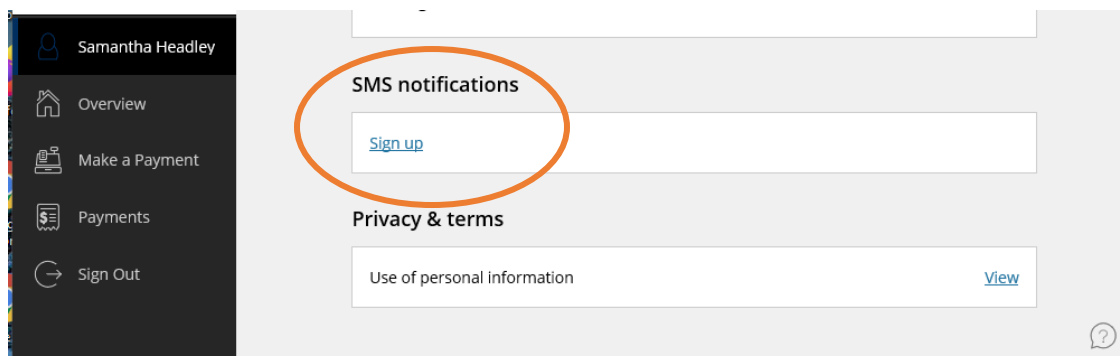 Samantha Headley
Overview
Make a Payment
Payments
Sign Out
SMS notifications
Sign up
Privacy & terms
Use of personal information
View